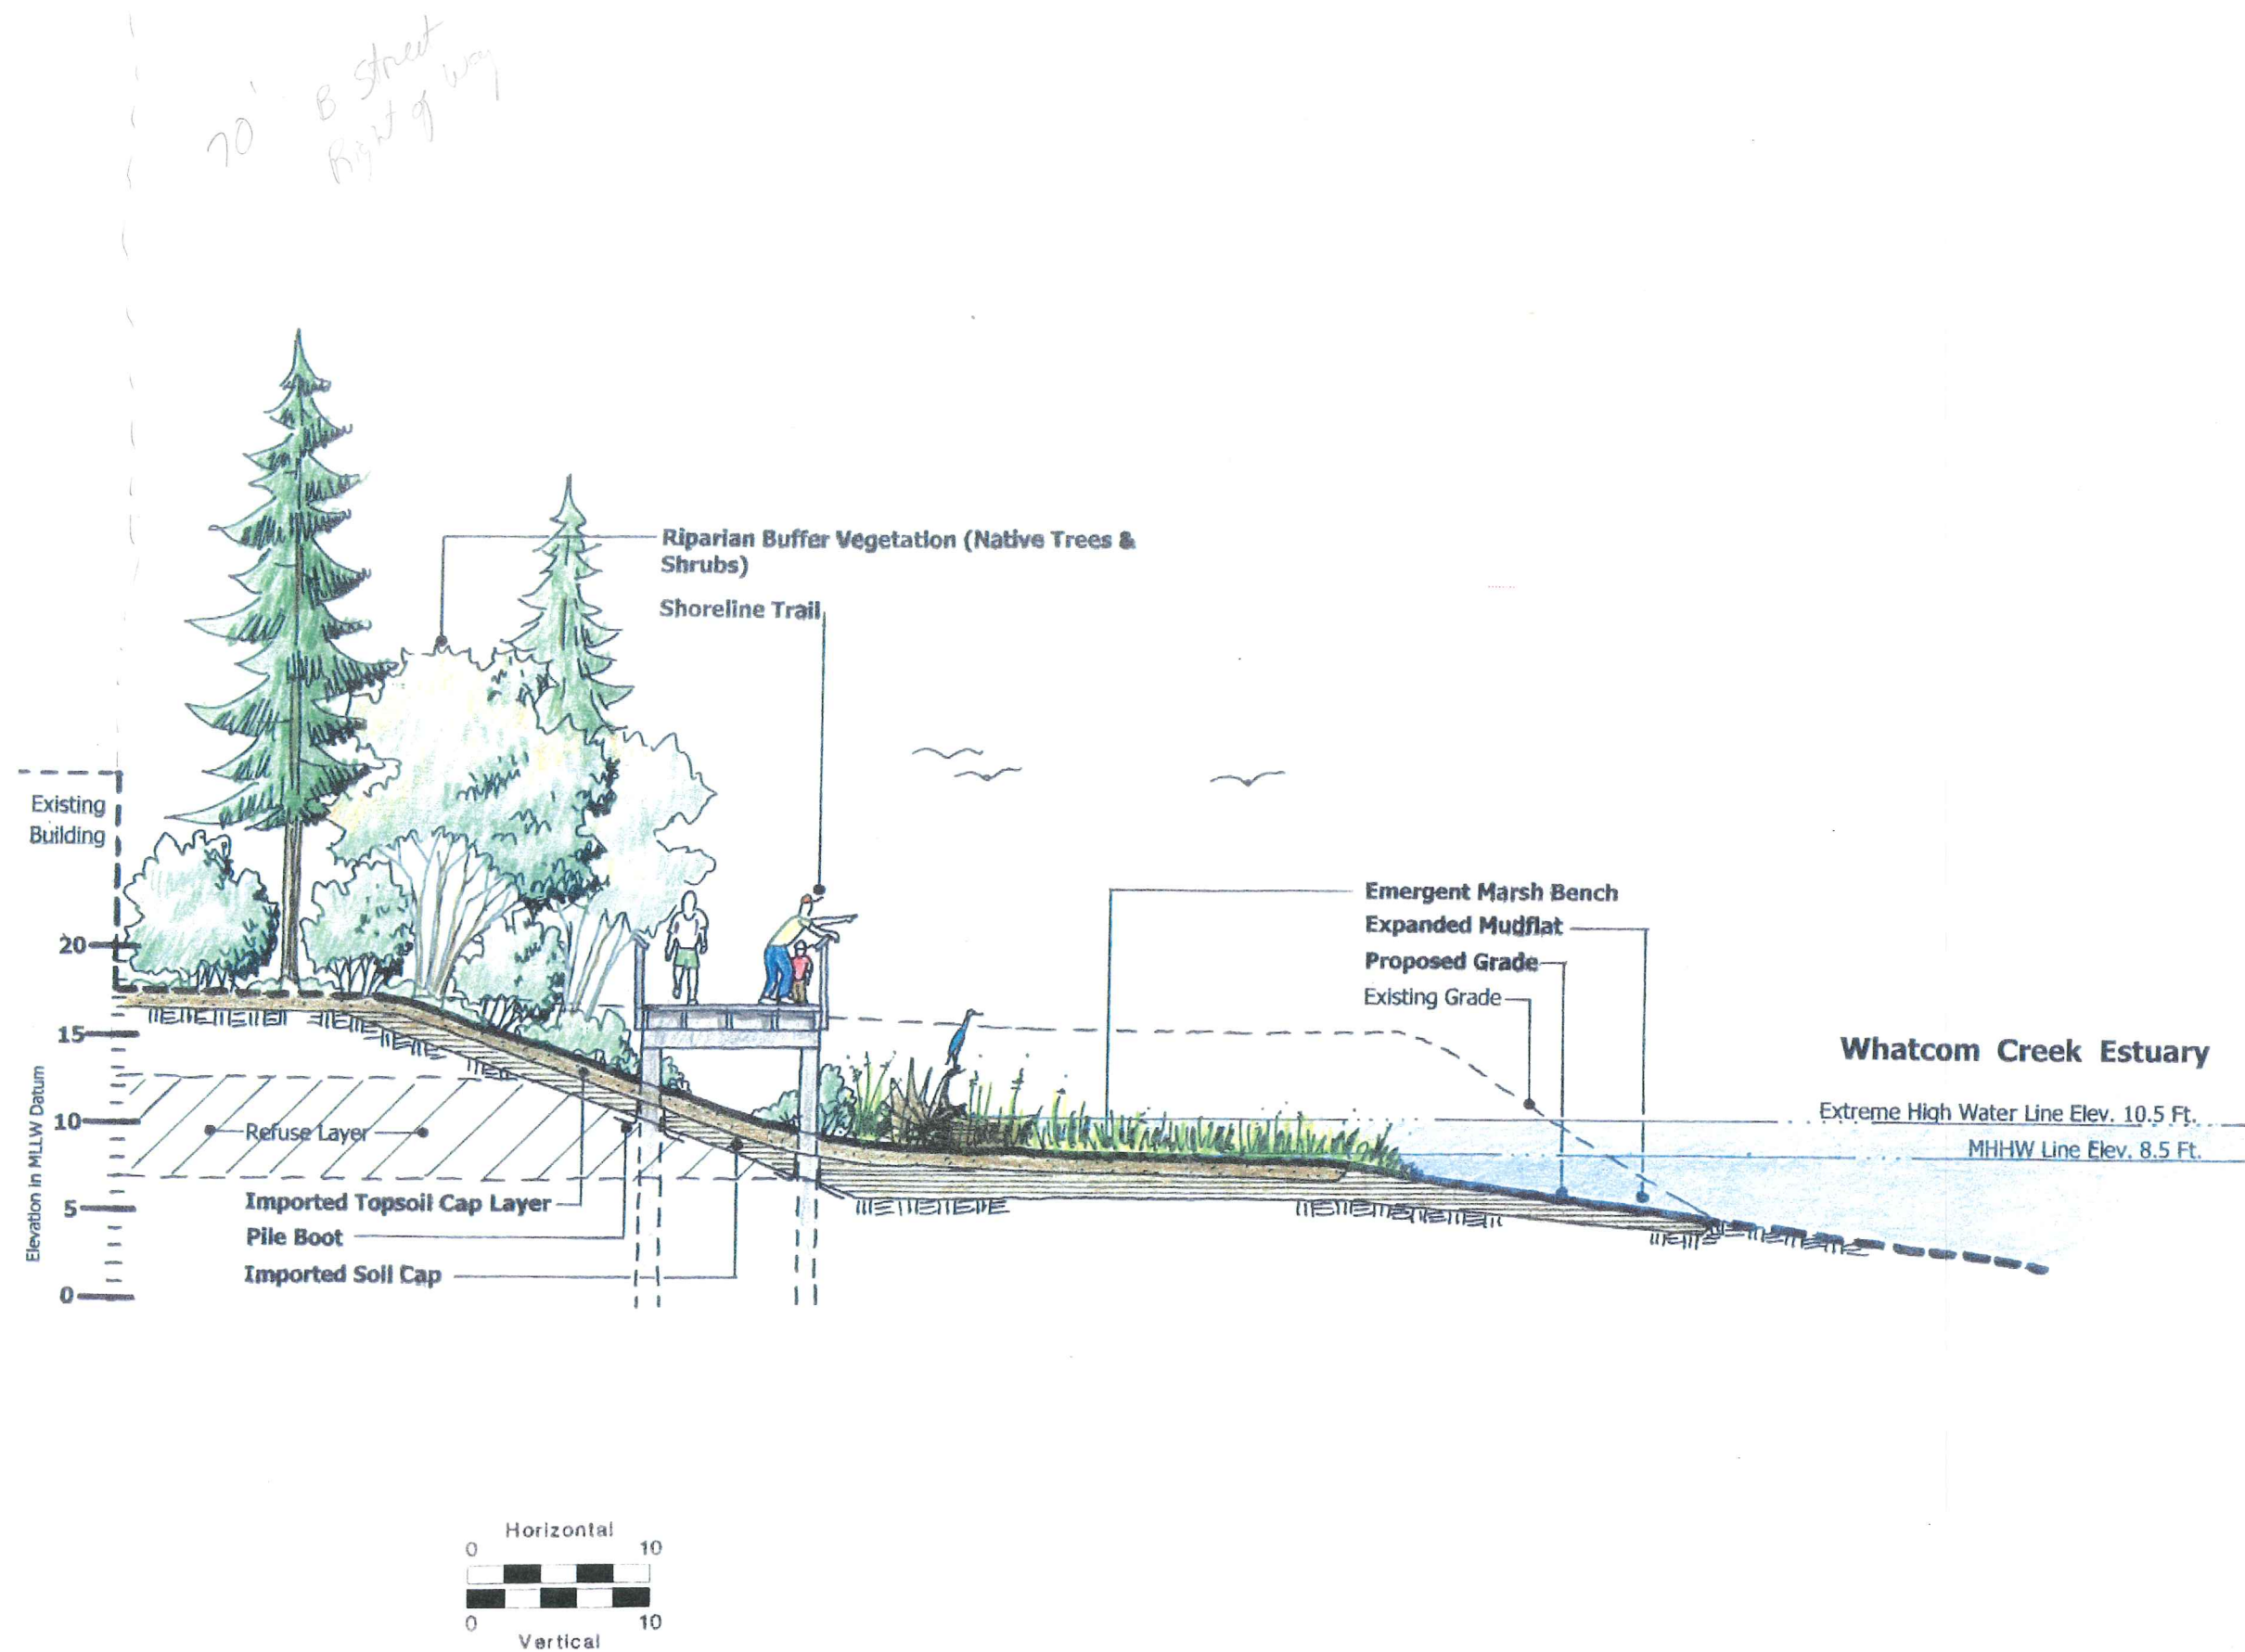 70' B Street
Right of Way
Riparian Buffer Vegetation (Native Trees &
Shrubs)
Shoreline Trail
Existing
Building
Emergent Marsh Bench
Expanded Mudflat
Proposed Grade
Existing Grade
Whatcom Creek Estuary
Extreme High Water Line Elev. 10.5 Ft.
MHHW Line Elev. 8.5 Ft.
20
15
10
5
0
Elevation in MLLW Datum
Refuse Layer
Imported Topsoil Cap Layer
Pile Boot
Imported Soil Cap
Horizontal
0 10
0 10
Vertical